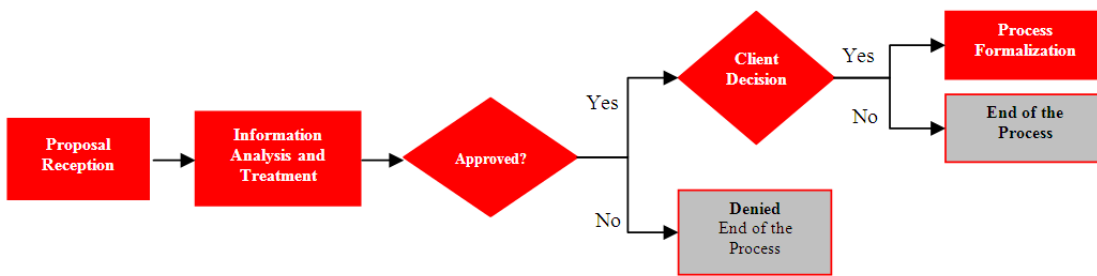 Proposal
Reception
Information
Analysis and
Treatment
Approved?
Yes
No
Client
Decision
Denied
End of the
Process
Yes
No
Process
Formalization
End of the
Process